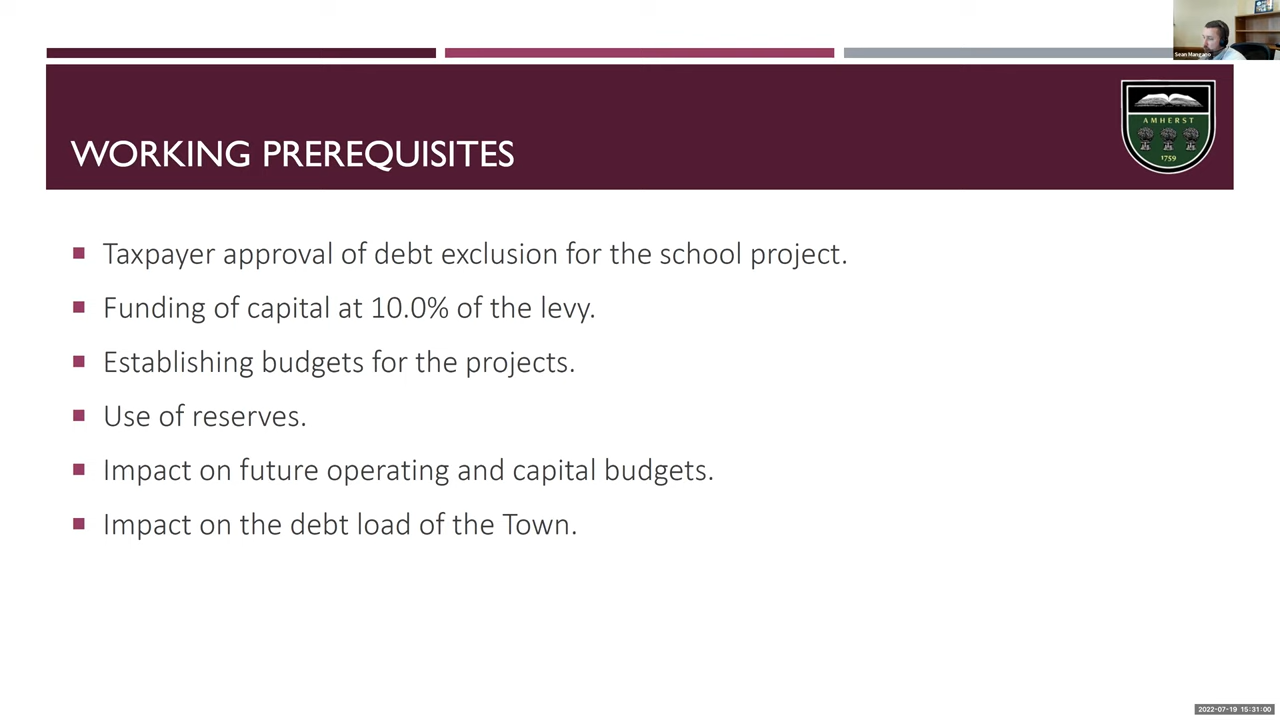 Sean Mangano
WORKING PREREQUISITES
AMHERST
1759
Taxpayer approval of debt exclusion for the school project.
Funding of capital at 10.0% of the levy.
Establishing budgets for the projects.
Use of reserves.
Impact on future operating and capital budgets.
Impact on the debt load of the Town.
2022-07-19 15:31:00